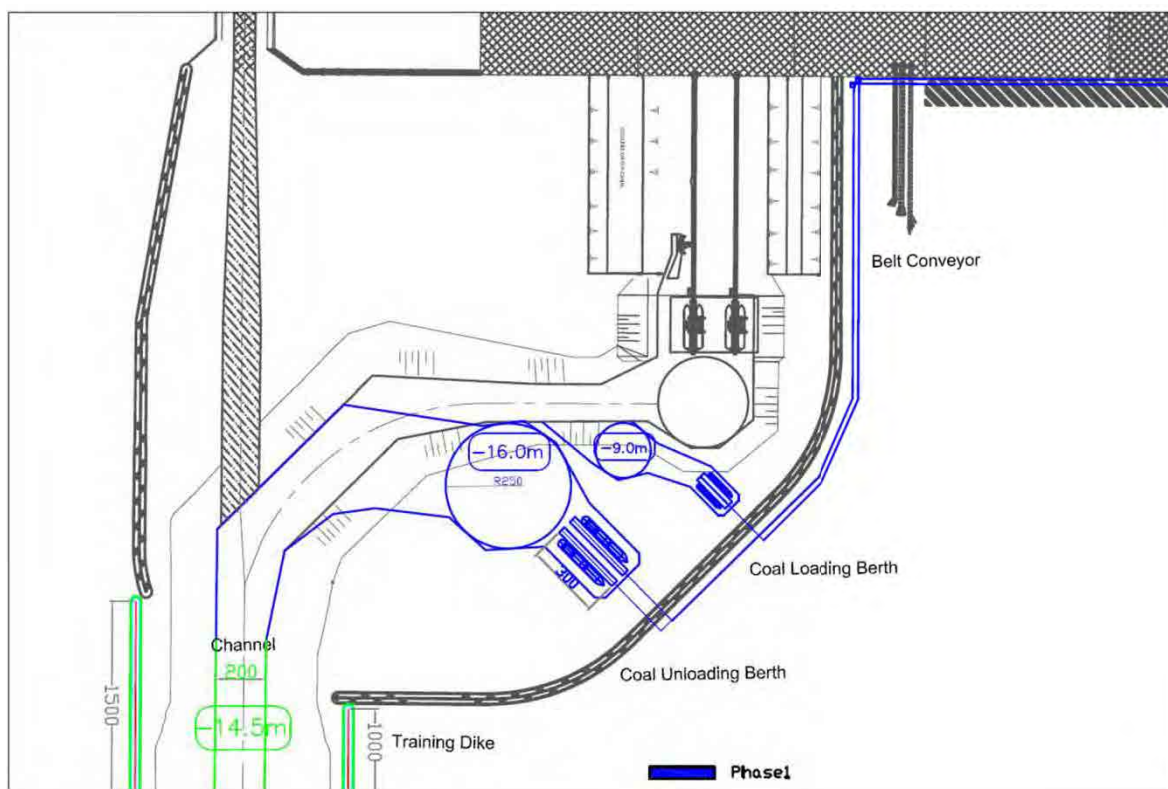 Belt Conveyor
-16.0m
-9.0m
R250
300
Coal Loading Berth
Channel
200
Coal Unloading Berth
1500
-14.5m
Training Dike
1000
Phase1